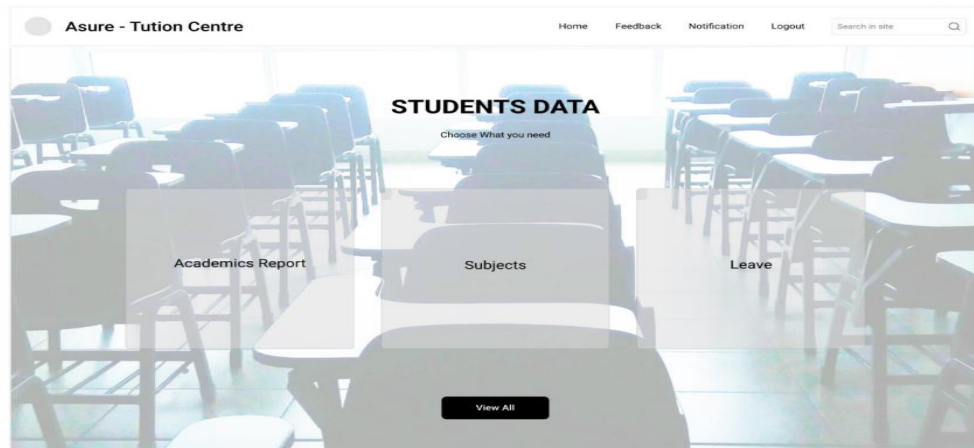 Asure - Tution Centre
Home Feedback Notification Logout Search in site
STUDENTS DATA
Choose What you need
Academics Report Subjects Leave
View All